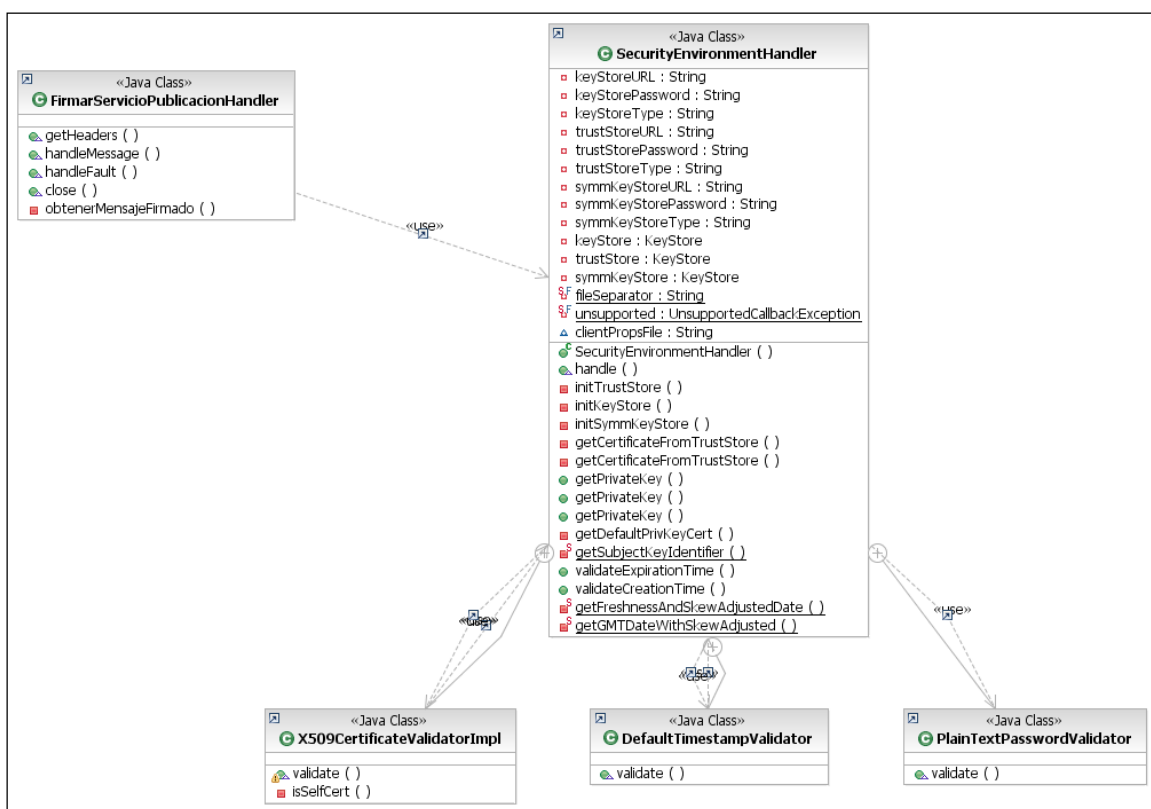 «Java Class»
FirmarServicioPublicacionHandler
getHeaders ( )
handleMessage ( )
handleFault ( )
close ( )
obtenerMensajeFirmado ( )
«use»
«Java Class»
SecurityEnvironmentHandler
keyStoreURL : String
keyStorePassword : String
keyStoreType : String
trustStoreURL : String
trustStorePassword : String
trustStoreType : String
symmKeyStoreURL : String
symmKeyStorePassword : String
symmKeyStoreType : String
keyStore : KeyStore
trustStore : KeyStore
symmKeyStore : KeyStore
fileSeparator : String
unsupported : UnsupportedCallbackException
clientPropsFile : String
SecurityEnvironmentHandler ( )
handle ( )
initTrustStore ( )
initKeyStore ( )
initSymmKeyStore ( )
getCertificateFromTrustStore ( )
getCertificateFromTrustStore ( )
getPrivateKey ( )
getPrivateKey ( )
getPrivateKey ( )
getDefaultPrivKeyCert ( )
getSubjectKeyIdentifier ( )
validateExpirationTime ( )
validateCreationTime ( )
getFreshnessAndSkewAdjustedDate ( )
getGMTDateWithSkewAdjusted ( )
«use»
«use»
«use»
«Java Class»
X509CertificateValidatorImpl
validate ( )
isSelfCert ( )
«Java Class»
DefaultTimestampValidator
validate ( )
«Java Class»
PlainTextPasswordValidator
validate ( )